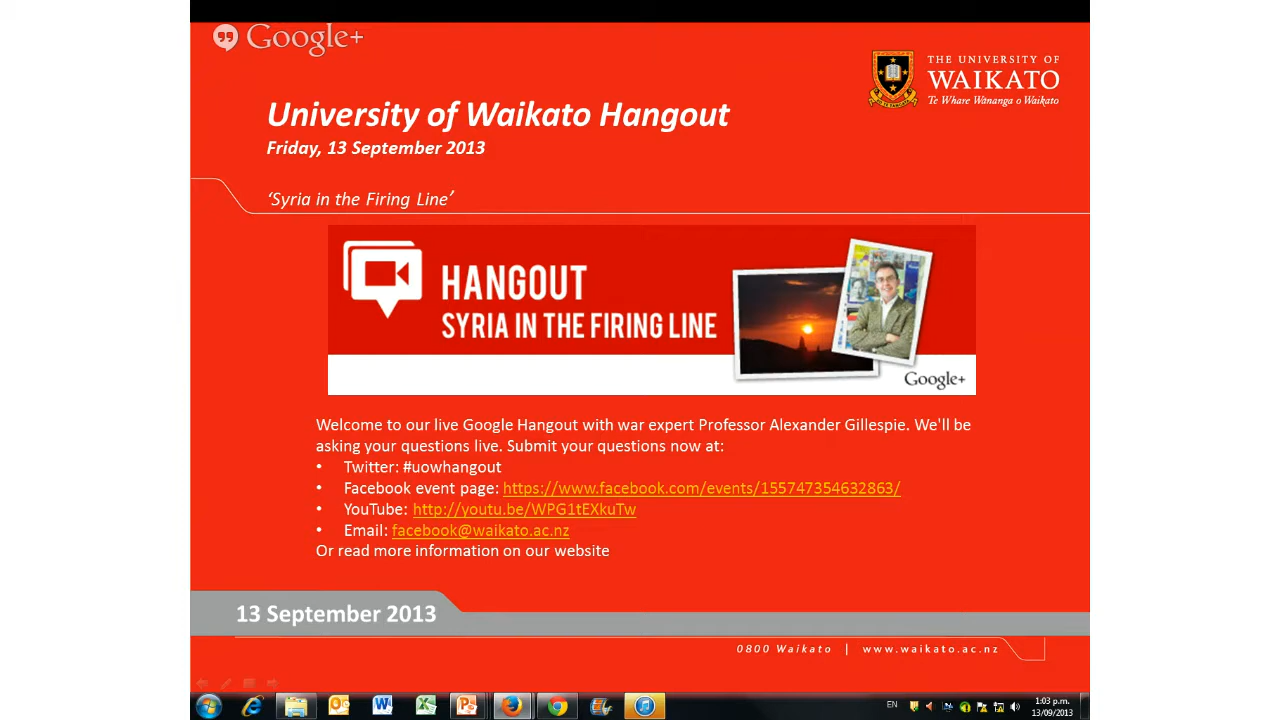 Google+
THE UNIVERSITY OF
WAIKATO
Te Whare Wānanga o Waikato
University of Waikato Hangout
Friday, 13 September 2013
‘Syria in the Firing Line’
HANGOUT
SYRIA IN THE FIRING LINE
Google+
Welcome to our live Google Hangout with war expert Professor Alexander Gillespie. We'll be
asking your questions live. Submit your questions now at:
• Twitter: #uowhangout
• Facebook event page: https://www.facebook.com/events/155747354632863/
• YouTube: http://youtu.be/WPG1tEXkuTw
• Email: facebook@waikato.ac.nz
Or read more information on our website
13 September 2013
0800 Waikato | www.waikato.ac.nz
EN
1:03 p.m.
13/09/2013